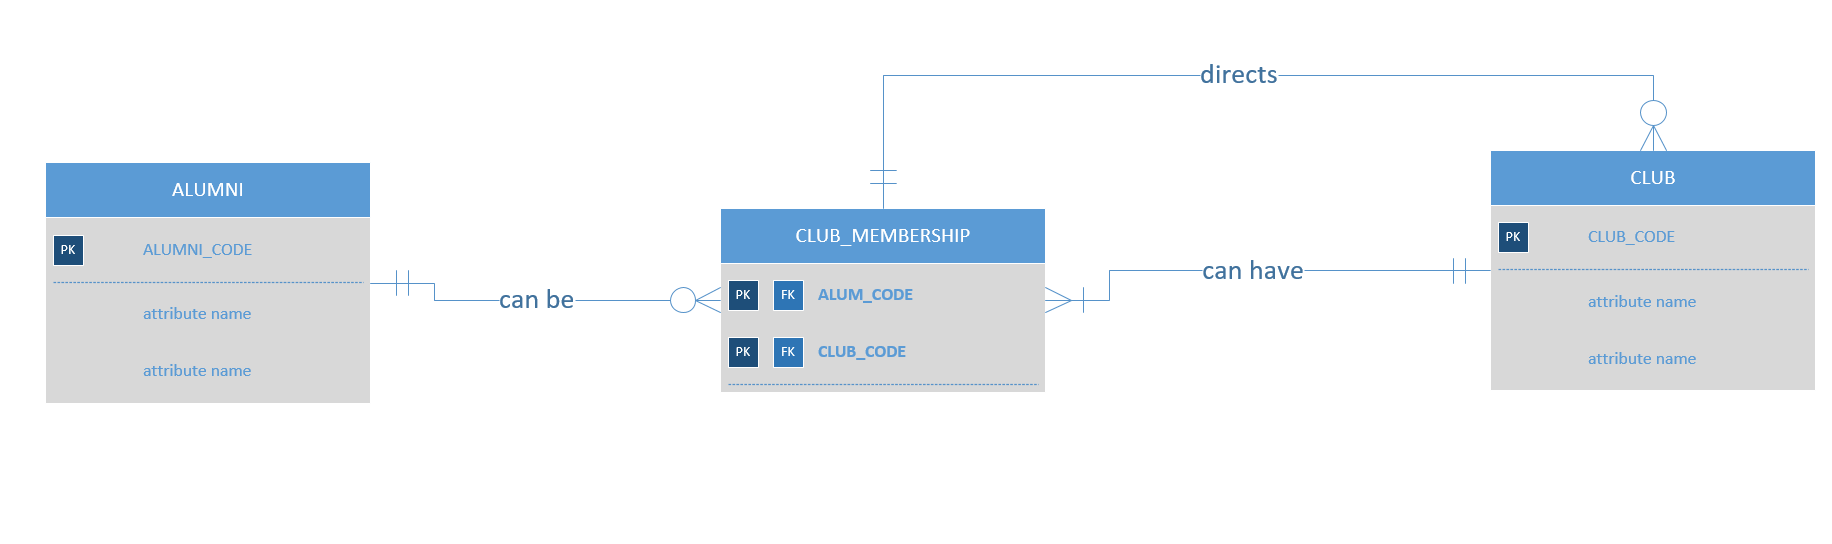 directs
ALUMNI
PK ALUMNI_CODE
attribute name
attribute name
can be
CLUB_MEMBERSHIP
PK FK ALUM_CODE
PK FK CLUB_CODE
can have
CLUB
PK CLUB_CODE
attribute name
attribute name